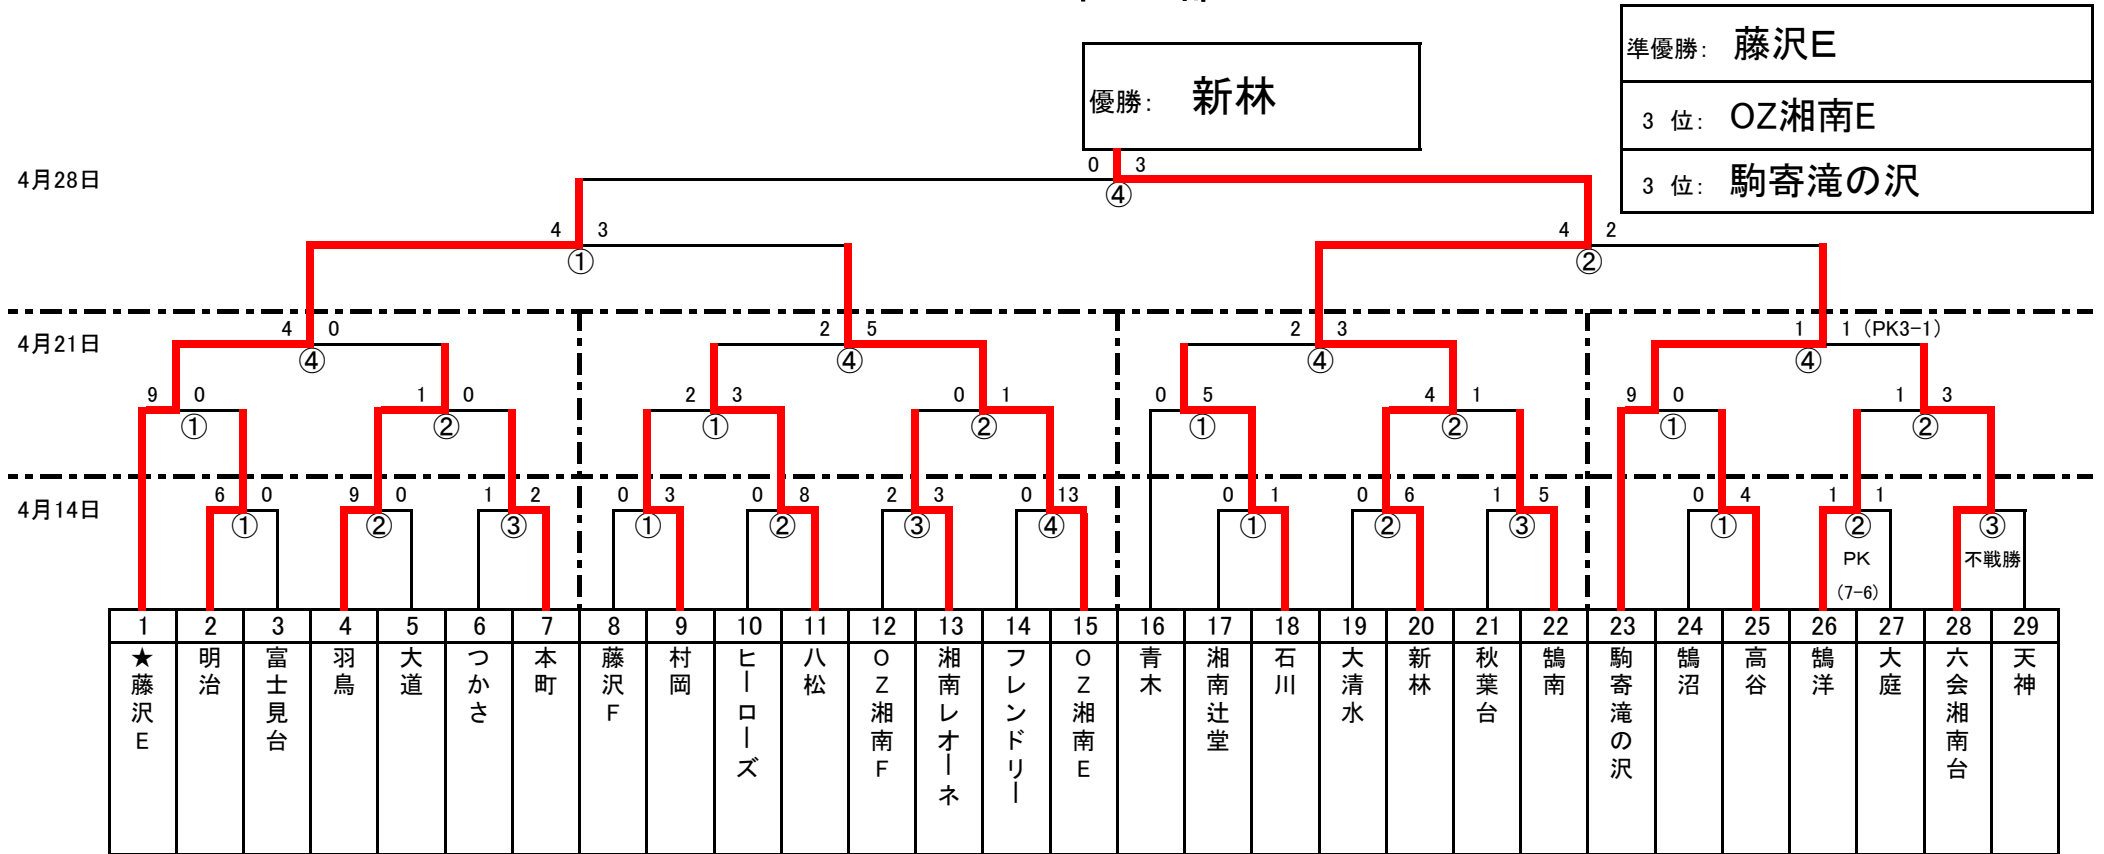 準優勝: 藤沢E
優勝: 新林
3 位: OZ湘南E
3 位: 駒寄滝の沢
4月28日
0 3
④
4 3
①
4 2
②
4月21日
4 0
④
2 5
④
2 3
④
1 1 (PK3-1)
④
9 0
①
1 0
②
2 3
①
0 1
②
0 5
①
4 1
②
9 0
①
1 3
②
4月14日
6 0
①
9 0
②
1 2
③
0 3
①
0 8
②
2 3
③
0 13
④
0 1
①
0 6
②
1 5
③
0 4
①
1 1
②
PK
(7-6)
③
不戦勝
1 2 3 4 5 6 7 8 9 10 11 12 13 14 15 16 17 18 19 20 21 22 23 24 25 26 27 28 29
★藤沢E
明治
富士見台
羽鳥
大道
つかさ
本町
藤沢F
村岡
ヒーローズ
八松
OZ湘南F
湘南レオーネ
フレンドリー
OZ湘南E
青木
湘南辻堂
石川
大清水
新林
秋葉台
鵠南
駒寄滝の沢
鵠沼
高谷
鵠洋
大庭
六会湘南台
天神